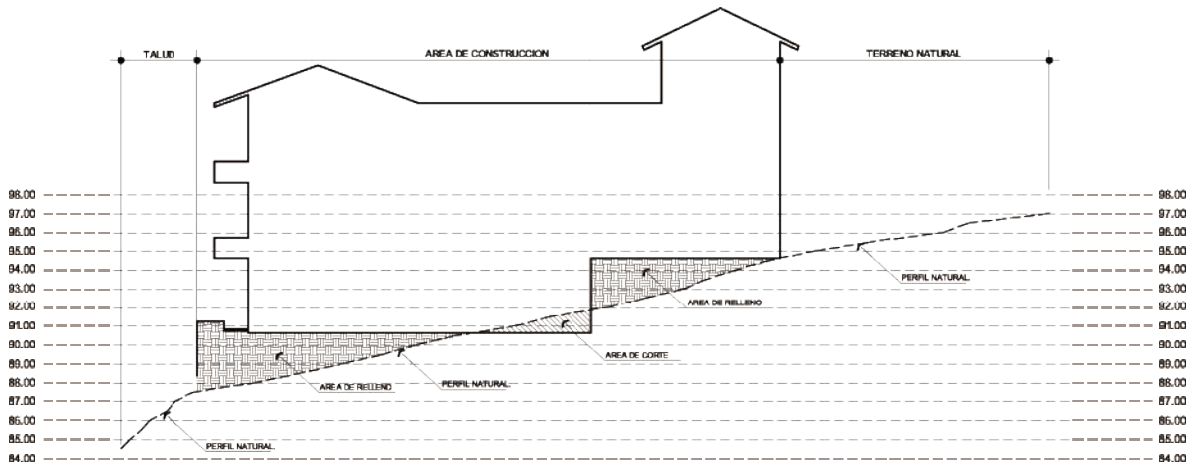 TALUD AREA DE CONSTRUCCION TERRENO NATURAL
98.00 98.00
97.00 97.00
96.00 96.00
95.00 95.00
PERFIL NATURAL
94.00 94.00
93.00 93.00
AREA DE RELLENO
92.00 92.00
91.00 91.00
90.00 90.00
AREA DE CORTE
89.00 89.00
AREA DE RELLENO PERFIL NATURAL
88.00 88.00
87.00 87.00
86.00 86.00
PERFIL NATURAL
85.00 85.00
84.00 84.00